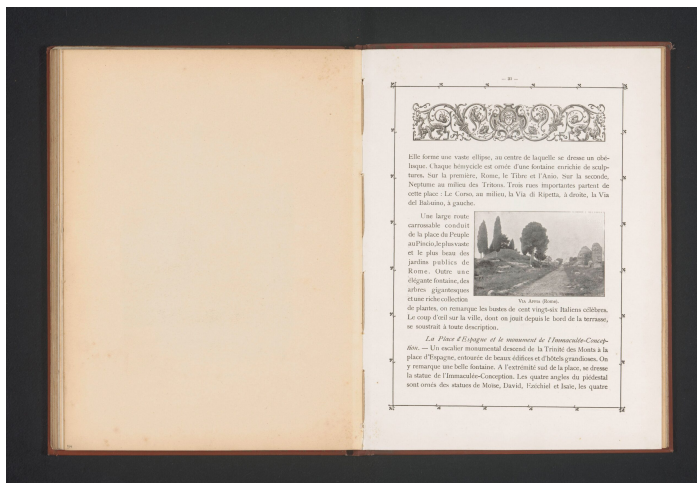 Elle forme une vaste ellipse, au centre de laquelle se dresse un obé-
lisque. Chaque hémycicle est ornée d'une fontaine enrichie de sculp-
tures. Sur la première, Rome, le Tibre et l'Anio. Sur la seconde,
Neptune au milieu des Tritons. Trois rues importantes partent de
cette place : Le Corso, au milieu, la Via di Ripetta, à droite, la Via
del Babuino, à gauche.
Une large route
carrossable conduit
de la place du Peuple
au Pincio, le plus vaste
et le plus beau des
jardins publics de
Rome. Outre une
élégante fontaine, des
arbres gigantesques
et une riche collection
Via Appia (Rome).
de plantes, on remarque les bustes de cent vingt-six Italiens célèbres.
Le coup d'œil sur la ville, dont on jouit depuis le bord de la terrasse,
se soustrait à toute description.
La Place d'Espagne et le monument de l'Immaculée-Concep-
tion. — Un escalier monumental descend de la Trinité des Monts à la
place d'Espagne, entourée de beaux édifices et d'hôtels grandioses. On
y remarque une belle fontaine. A l'extrémité sud de la place, se dresse
la statue de l'Immaculée-Conception. Les quatre angles du piédestal
sont ornés des statues de Moïse, David, Ezéchiel et Isaïe, les quatre